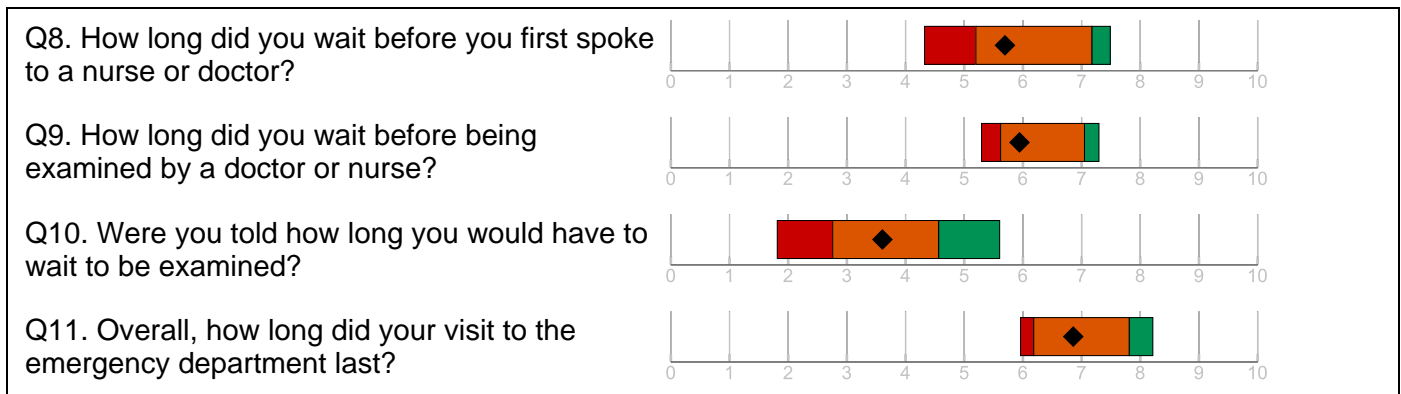 Q8. How long did you wait before you first spoke
to a nurse or doctor?
0 1 2 3 4 5 6 7 8 9 10
Q9. How long did you wait before being
examined by a doctor or nurse?
0 1 2 3 4 5 6 7 8 9 10
Q10. Were you told how long you would have to
wait to be examined?
0 1 2 3 4 5 6 7 8 9 10
Q11. Overall, how long did your visit to the
emergency department last?
0 1 2 3 4 5 6 7 8 9 10